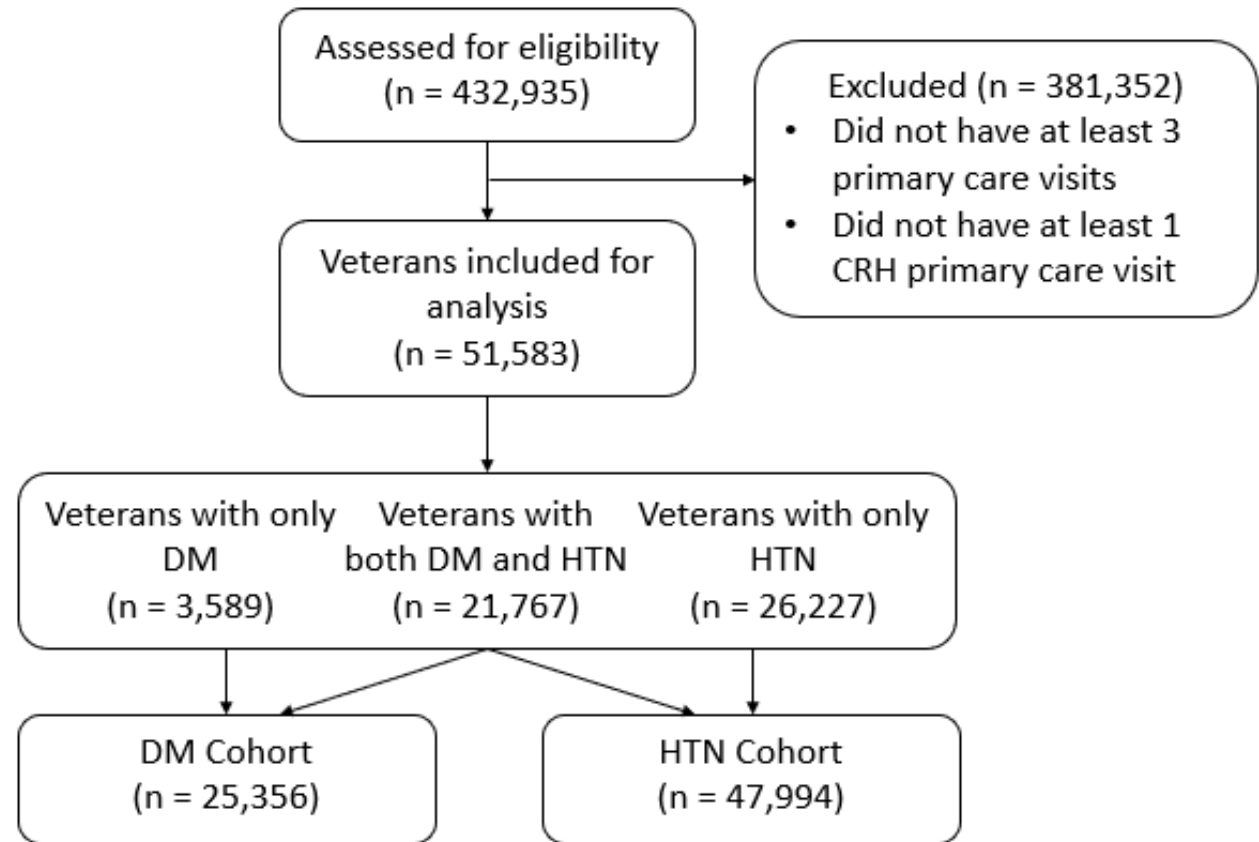 Assessed for eligibility
(n = 432,935)
Excluded (n = 381,352)
• Did not have at least 3
primary care visits
• Did not have at least 1
CRH primary care visit
Veterans included for
analysis
(n = 51,583)
Veterans with only
DM
(n = 3,589)
Veterans with
both DM and HTN
(n = 21,767)
Veterans with only
HTN
(n = 26,227)
DM Cohort
(n = 25,356)
HTN Cohort
(n = 47,994)